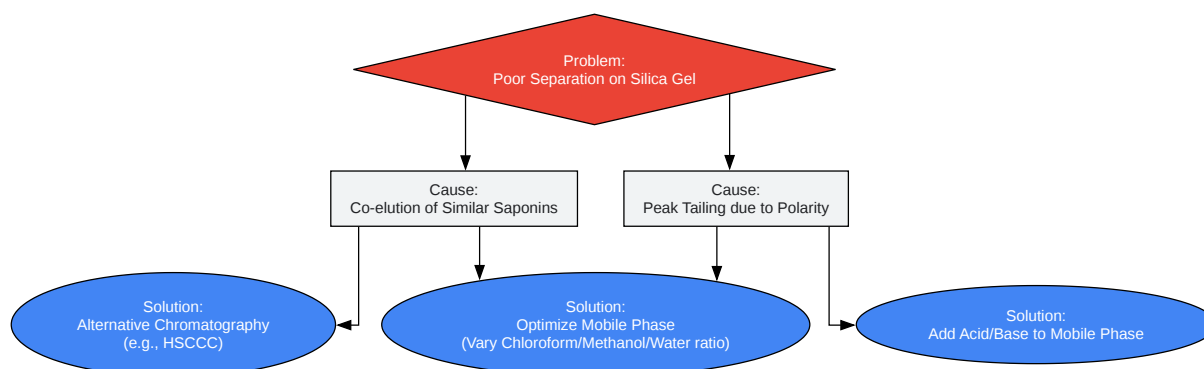 Problem:
Poor Separation on Silica Gel
Cause:
Co-elution of Similar Saponins
Cause:
Peak Tailing due to Polarity
Solution:
Alternative Chromatography
(e.g., HSCCC)
Solution:
Optimize Mobile Phase
(Vary Chloroform/Methanol/Water ratio)
Solution:
Add Acid/Base to Mobile Phase